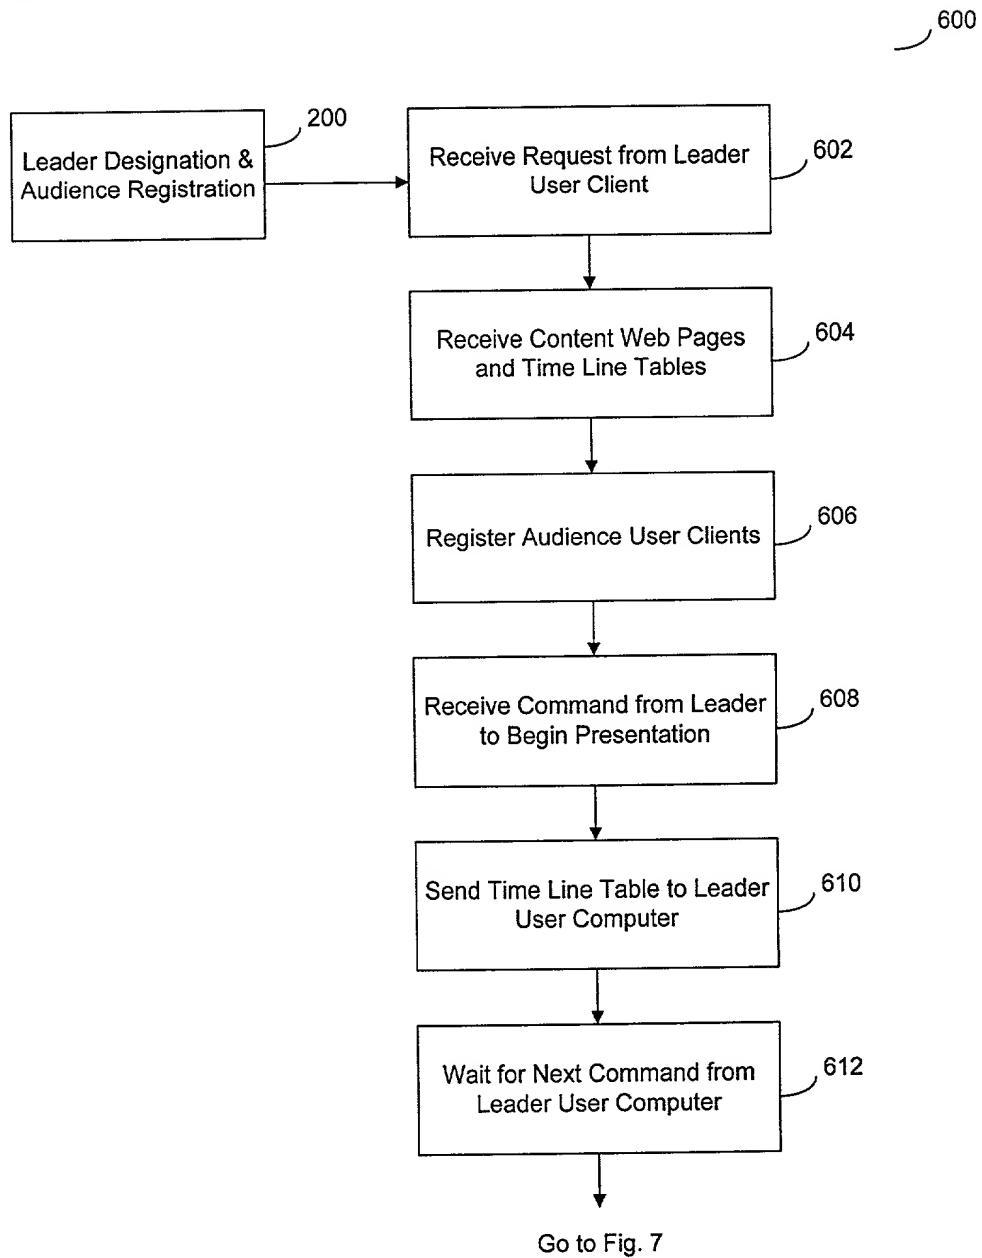 600
200
Leader Designation &
Audience Registration
Receive Request from Leader
User Client
602
Receive Content Web Pages
and Time Line Tables
604
Register Audience User Clients
606
Receive Command from Leader
to Begin Presentation
608
Send Time Line Table to Leader
User Computer
610
Wait for Next Command from
Leader User Computer
612
Go to Fig. 7